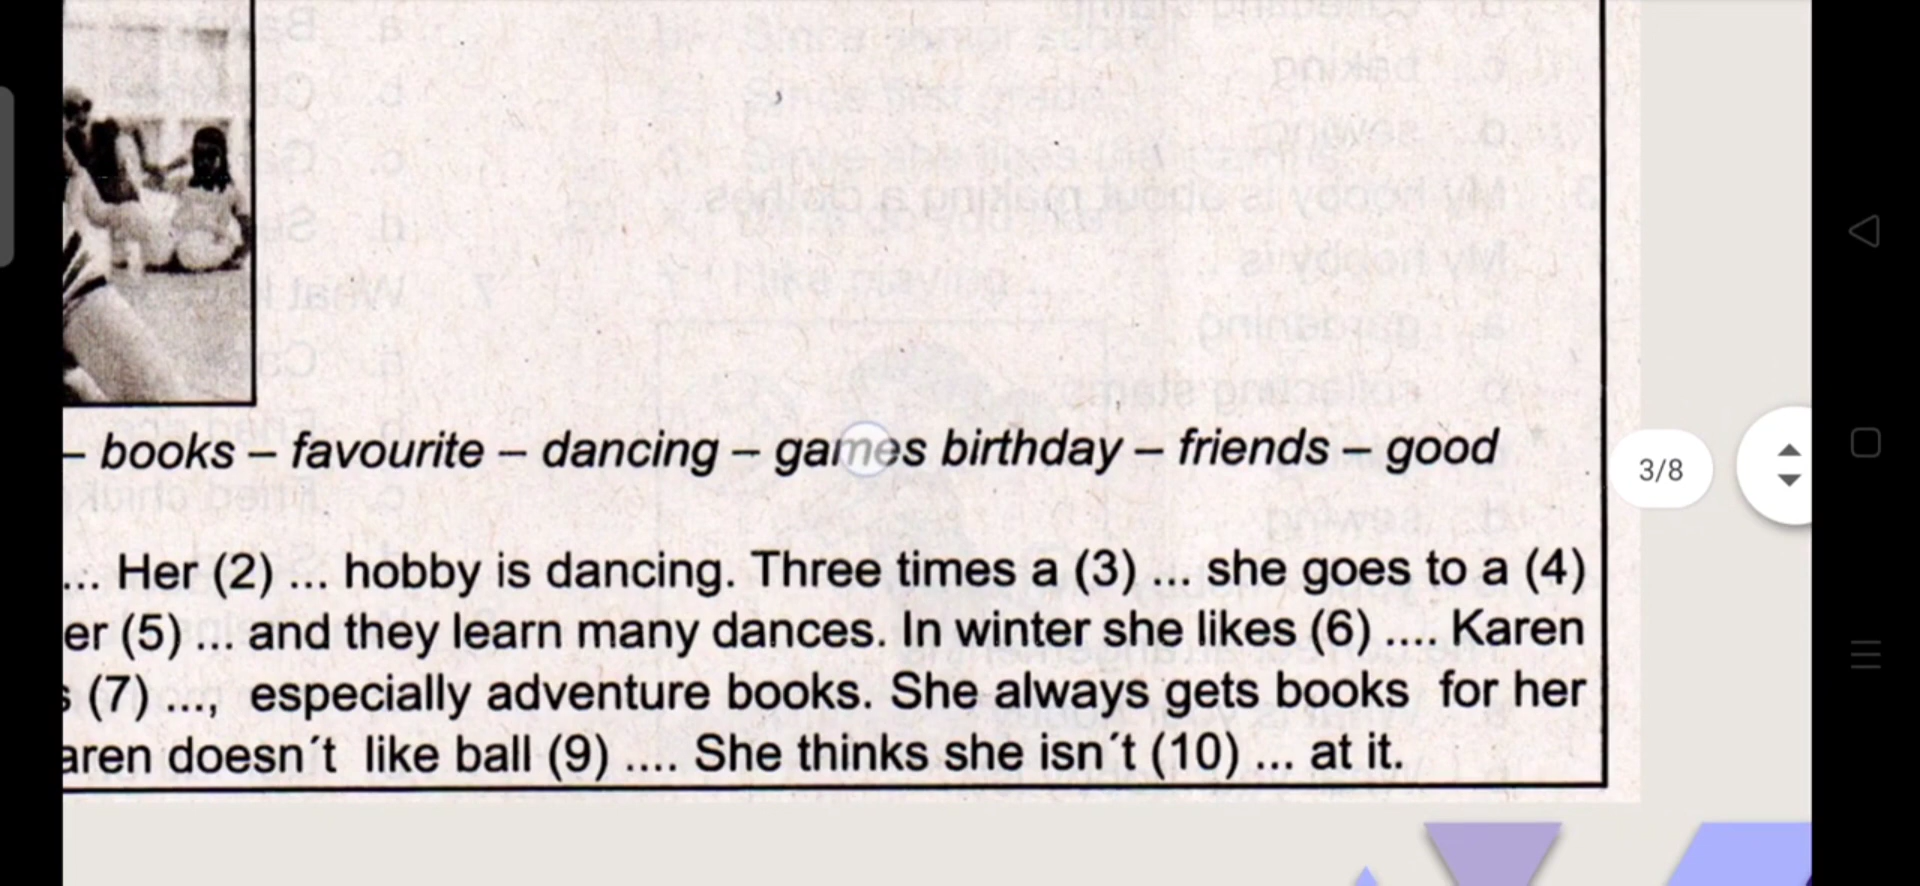 – books – favourite – dancing – games birthday – friends – good
... Her (2) ... hobby is dancing. Three times a (3) ... she goes to a (4)
er (5) ... and they learn many dances. In winter she likes (6) .... Karen
s (7) ..., especially adventure books. She always gets books for her
aren doesn´t like ball (9) .... She thinks she isn´t (10) ... at it.
3/8